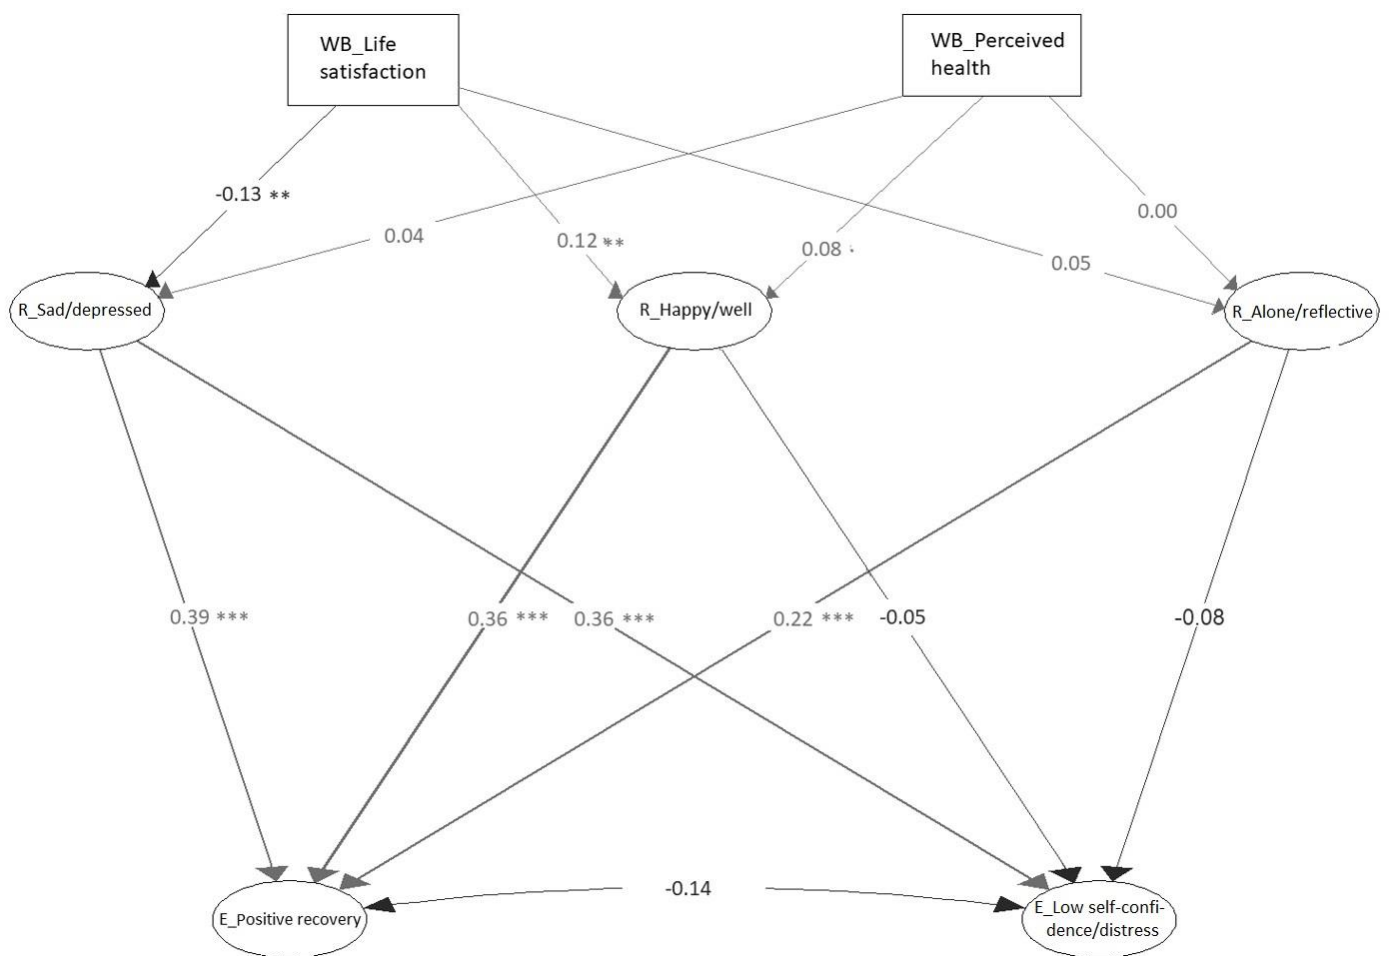 WB_Life
satisfaction
WB_Perceived
health
-0.13 **
0.04
0.12 **
0.08 .
0.05
0.00
R_Sad/depressed
R_Happy/well
R_Alone/reflective
0.39 ***
0.36 ***
0.36 ***
0.22 ***
-0.05
-0.08
-0.14
E_Positive recovery
E_Low self-confi-
dence/distress